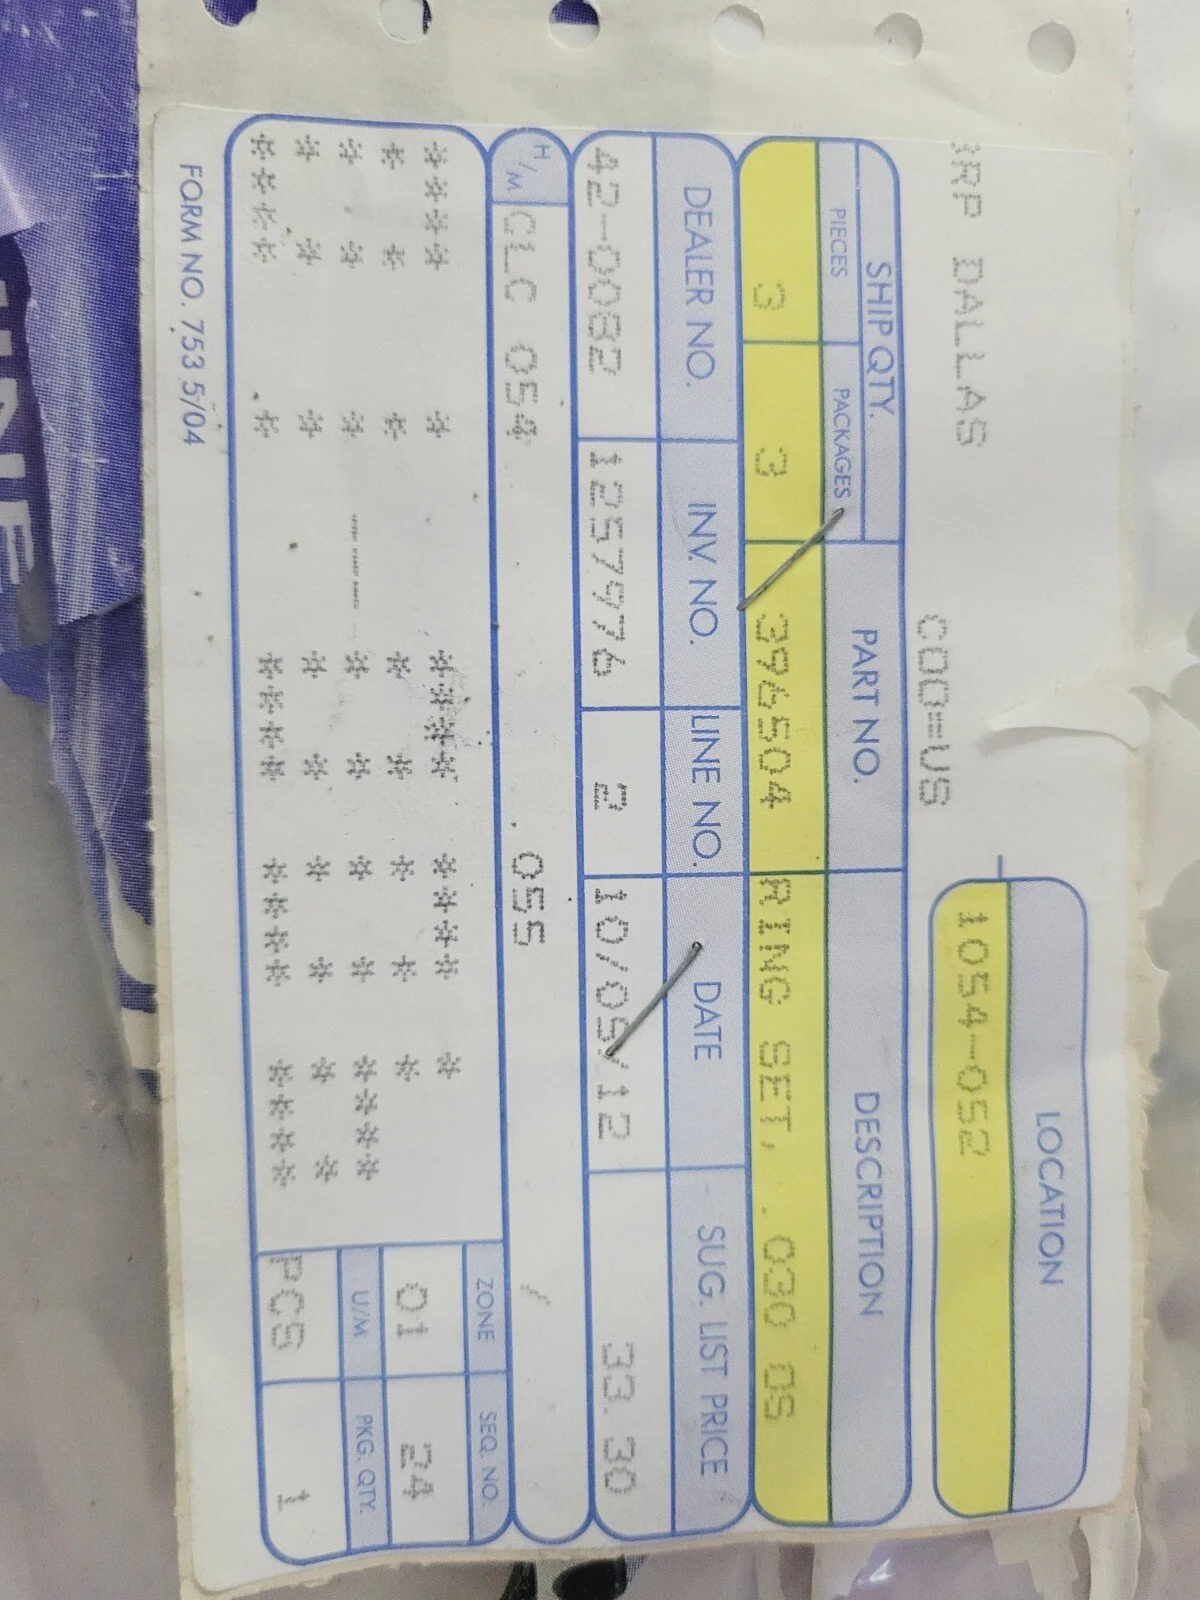 BRP DALLAS
COO=US
LOCATION
1054-052
SHIP QTY.
PIECES PACKAGES PART NO. DESCRIPTION
3 3 396504 RING SET, .030 OS
DEALER NO. INV. NO. LINE NO. DATE SUG. LIST PRICE
42-0082 1257976 2 10/09/12 33.30
H/M CLC 054 055
ZONE SEQ. NO.
01 24
U/M PKG. QTY.
PCS 1
FORM NO. 753 5/04